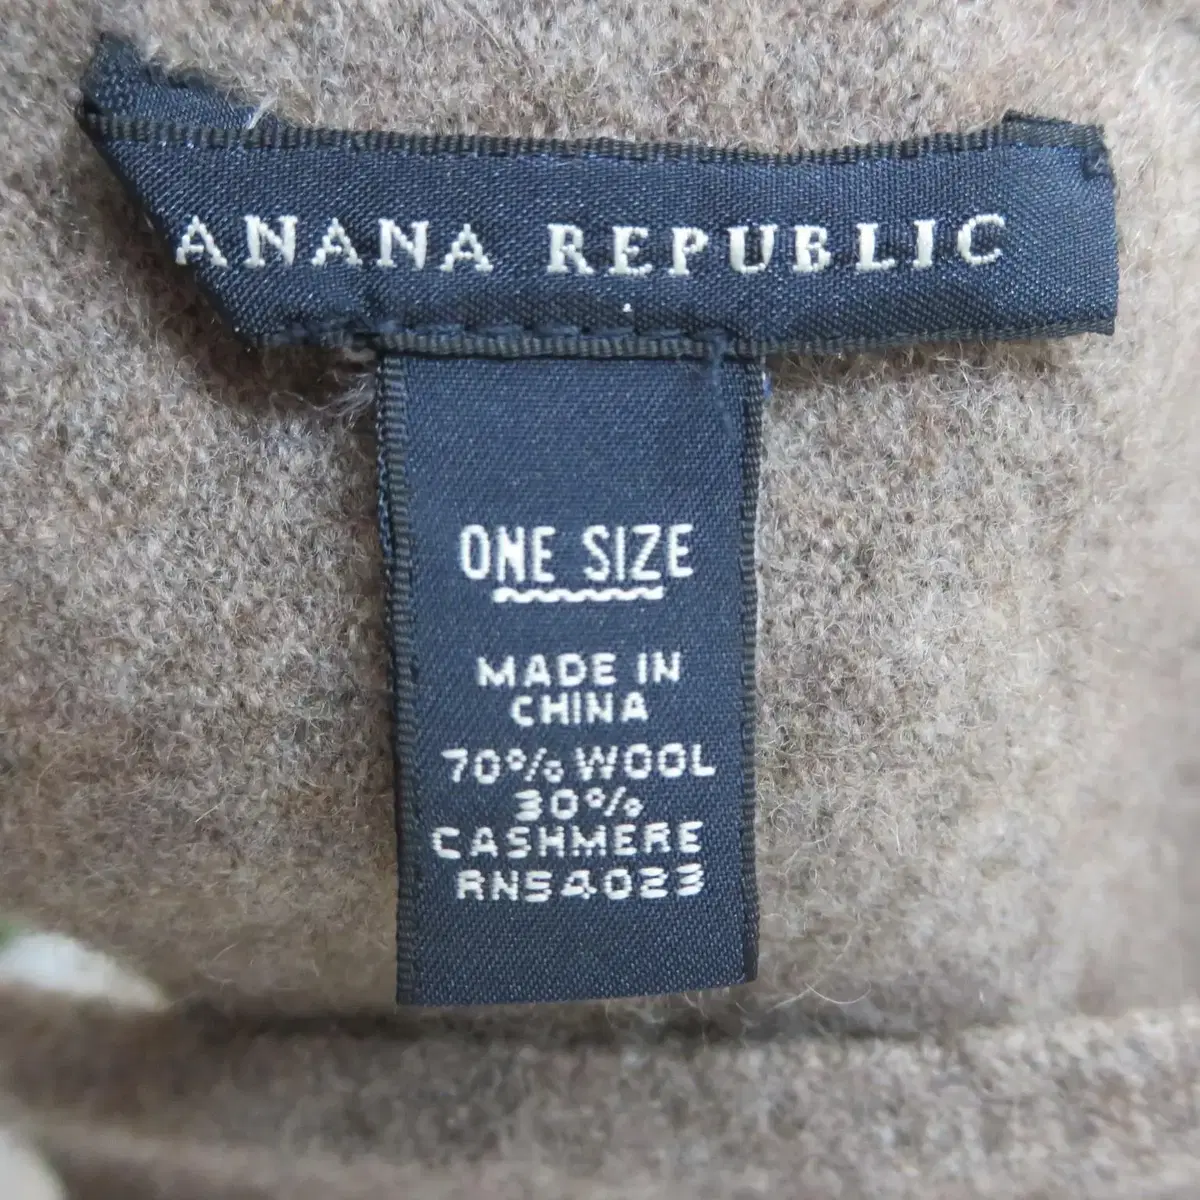 ANANA REPUBLIC
ONE SIZE
MADE IN
CHINA
70% WOOL
30%
CASHMERE
RN54023